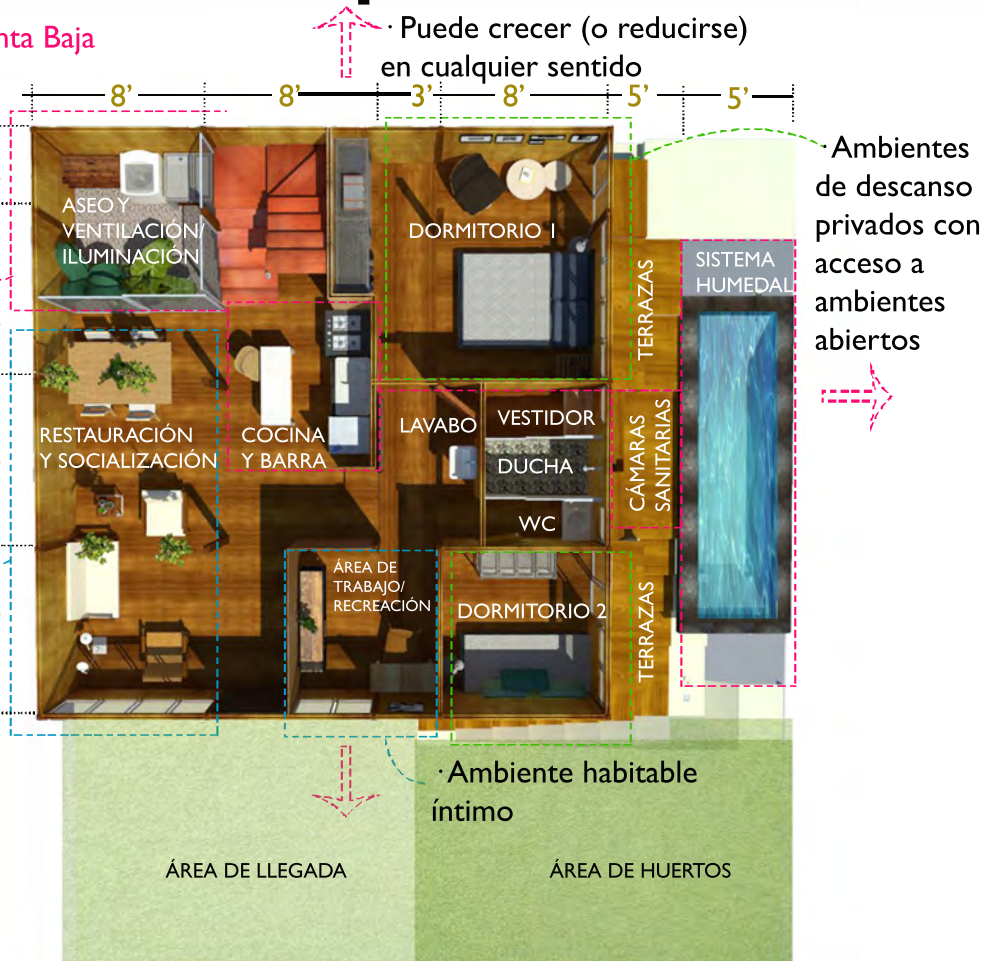 nta Baja
· Puede crecer (o reducirse)
en cualquier sentido
8’
8’
3’
8’
5’
5’
· Ambientes
de descanso
privados con
acceso a
ambientes
abiertos
ASEO Y
VENTILACIÓN/
ILUMINACIÓN
DORMITORIO 1
TERRAZAS
SISTEMA
HUMEDAL
RESTAURACIÓN
Y SOCIALIZACIÓN
COCINA
Y BARRA
LAVABO
VESTIDOR
DUCHA
WC
CÁMARAS
SANITARIAS
ÁREA DE
TRABAJO/
RECREACIÓN
DORMITORIO 2
TERRAZAS
· Ambiente habitable
íntimo
ÁREA DE LLEGADA
ÁREA DE HUERTOS